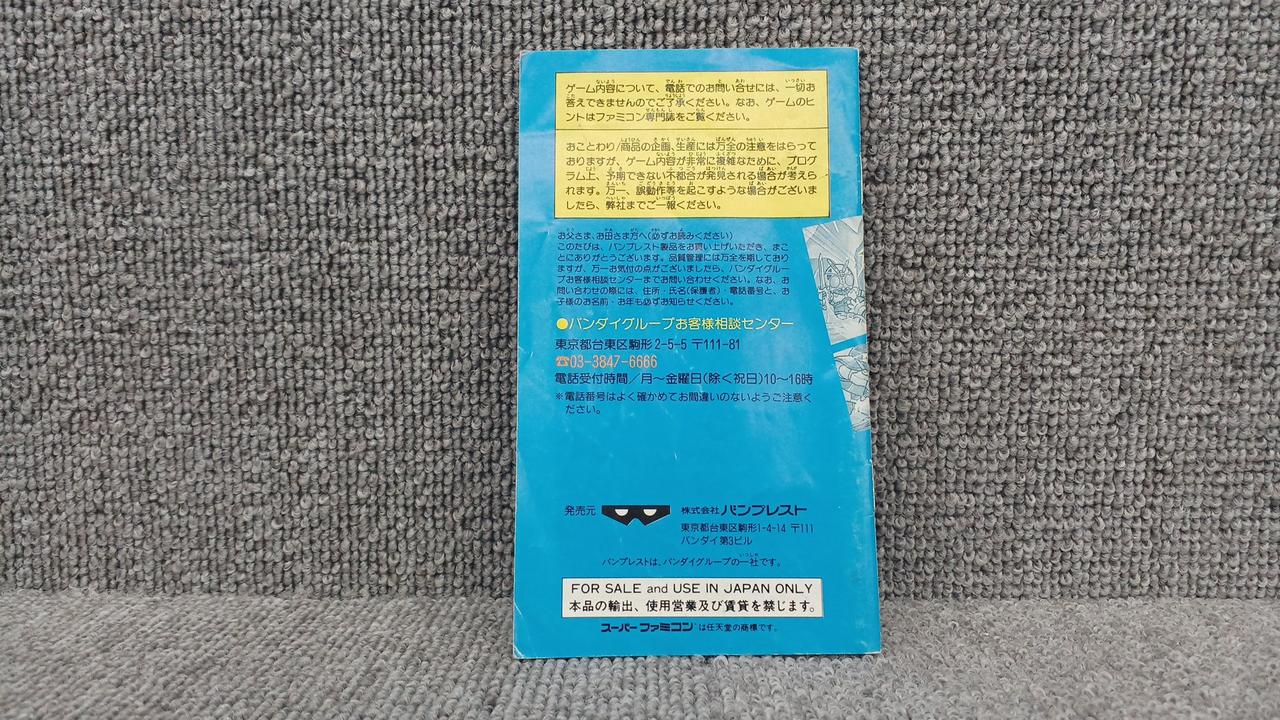 ゲーム内容について、電話でのお問い合せには、一切お
答えできませんのでご了承ください。なお、ゲームのヒ
ントはファミコン専門誌をご覧ください。
おことわり/商品の企画、生産には万全の注意をはらって
おりますが、ゲーム内容が非常に複雑なために、プログ
ラム上、予期できない不都合が発見される場合が考えら
れます。万一、誤動作等を起こすような場合がございま
したら、弊社までご一報ください。
お父さま、お母さま方へ(必ずお読みください)
このたびは、バンプレスト製品をお買い上げいただき、まこ
とにありがとうございます。品質管理には万全を期しており
ますが、万一お気付の点がございましたら、バンダイグルー
プお客様相談センターまでお問い合わせください。なお、お
問い合わせの際には、住所・氏名(保護者)・電話番号と、お
子様のお名前・お年も必ずお知らせください。
●バンダイグループお客様相談センター
東京都台東区駒形2-5-5 〒111-81
☎03-3847-6666
電話受付時間/月〜金曜日(除く祝日)10〜16時
※電話番号はよく確かめてお間違いのないようご注意く
ださい。
発売元 株式会社バンプレスト
東京都台東区駒形1-4-14 〒111
バンダイ第3ビル
バンプレストは、バンダイグループの一社です。
FOR SALE and USE IN JAPAN ONLY
本品の輸出、使用営業及び賃貸を禁じます。
スーパーファミコンは任天堂の商標です。